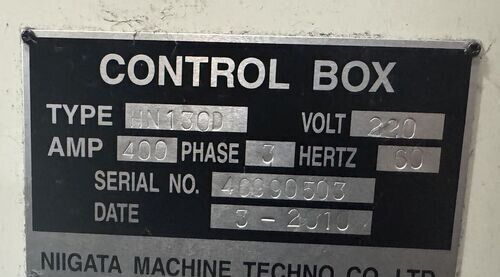 CONTROL BOX
TYPE HN130D VOLT 220
AMP 400 PHASE 3 HERTZ 60
SERIAL NO. 46990503
DATE 3-2010
NIIGATA MACHINE TECHNO CO. LTD